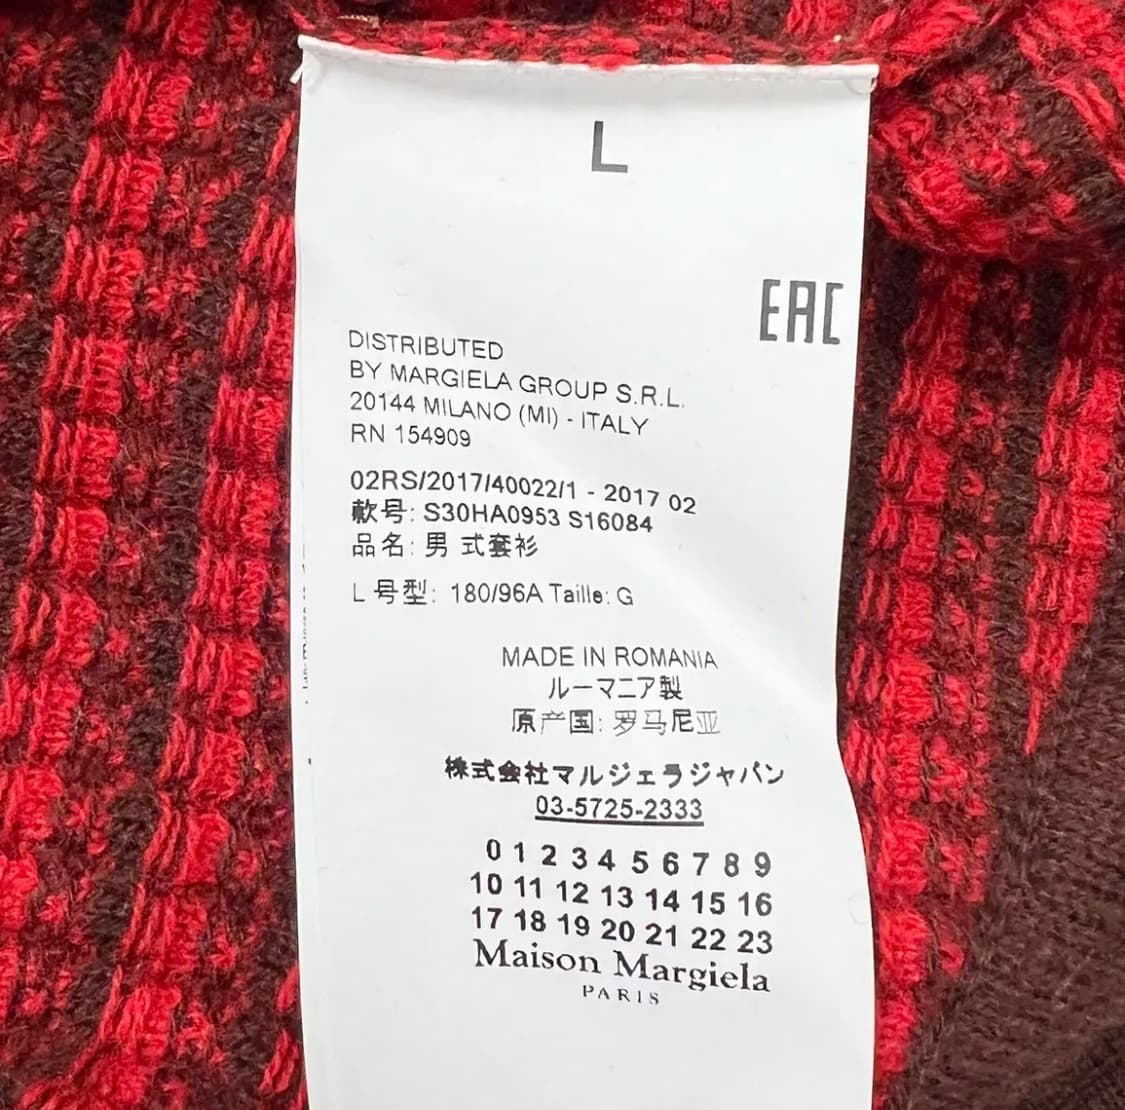 L
EAC
DISTRIBUTED
BY MARGIELA GROUP S.R.L.
20144 MILANO (MI) - ITALY
RN 154909
02RS/2017/40022/1 - 2017 02
款号: S30HA0953 S16084
品名: 男 式套衫
L 号型: 180/96A Taille: G
MADE IN ROMANIA
ルーマニア製
原产国: 罗马尼亚
株式会社マルジェラジャパン
03-5725-2333
0 1 2 3 4 5 6 7 8 9
10 11 12 13 14 15 16
17 18 19 20 21 22 23
Maison Margiela
PARIS